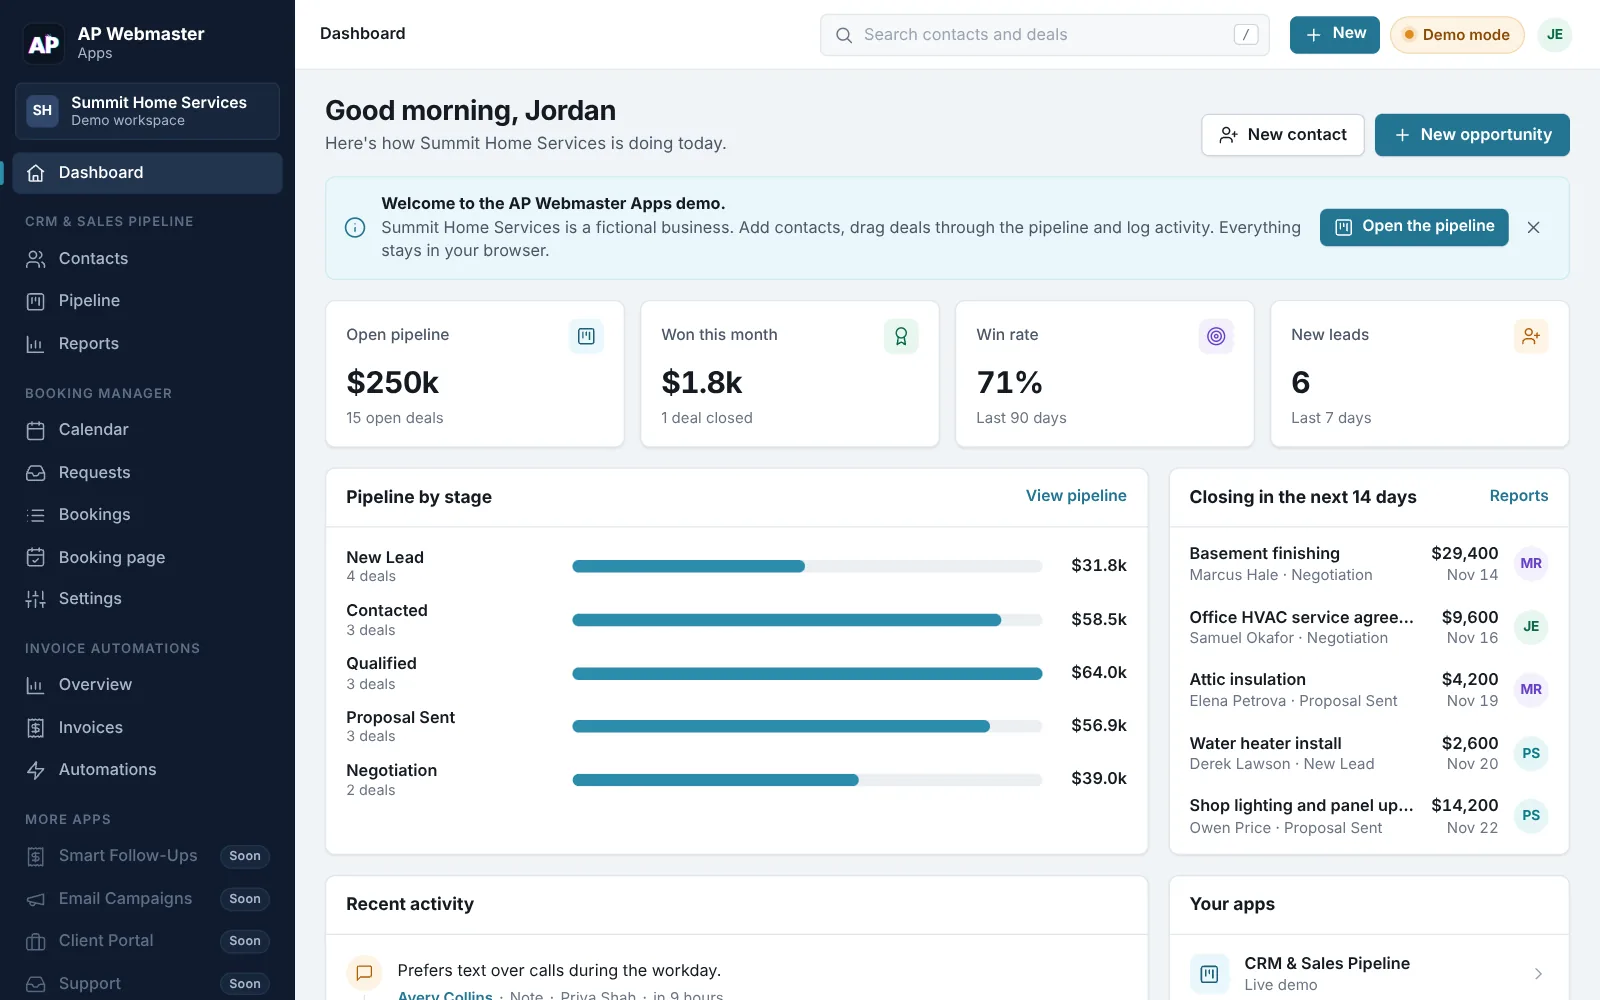 AP
AP Webmaster
Apps
SH
Summit Home Services
Demo workspace
Dashboard
CRM & SALES PIPELINE
Contacts
Pipeline
Reports
BOOKING MANAGER
Calendar
Requests
Bookings
Booking page
Settings
INVOICE AUTOMATIONS
Overview
Invoices
Automations
MORE APPS
Smart Follow-Ups Soon
Email Campaigns Soon
Client Portal Soon
Support Soon
Dashboard
Search contacts and deals /
New
Demo mode
JE
Good morning, Jordan
Here's how Summit Home Services is doing today.
New contact
New opportunity
Welcome to the AP Webmaster Apps demo.
Summit Home Services is a fictional business. Add contacts, drag deals through the pipeline and log activity. Everything
stays in your browser.
Open the pipeline
Open pipeline
$250k
15 open deals
Won this month
$1.8k
1 deal closed
Win rate
71%
Last 90 days
New leads
6
Last 7 days
Pipeline by stage View pipeline
New Lead
4 deals
$31.8k
Contacted
3 deals
$58.5k
Qualified
3 deals
$64.0k
Proposal Sent
3 deals
$56.9k
Negotiation
2 deals
$39.0k
Closing in the next 14 days Reports
Basement finishing $29,400
Marcus Hale · Negotiation Nov 14
MR
Office HVAC service agree... $9,600
Samuel Okafor · Negotiation Nov 16
JE
Attic insulation $4,200
Elena Petrova · Proposal Sent Nov 19
MR
Water heater install $2,600
Derek Lawson · New Lead Nov 20
PS
Shop lighting and panel up... $14,200
Owen Price · Proposal Sent Nov 22
PS
Recent activity
Prefers text over calls during the workday.
Avery Collins · Note · Priya Shah · in 9 hours
Your apps
CRM & Sales Pipeline
Live demo